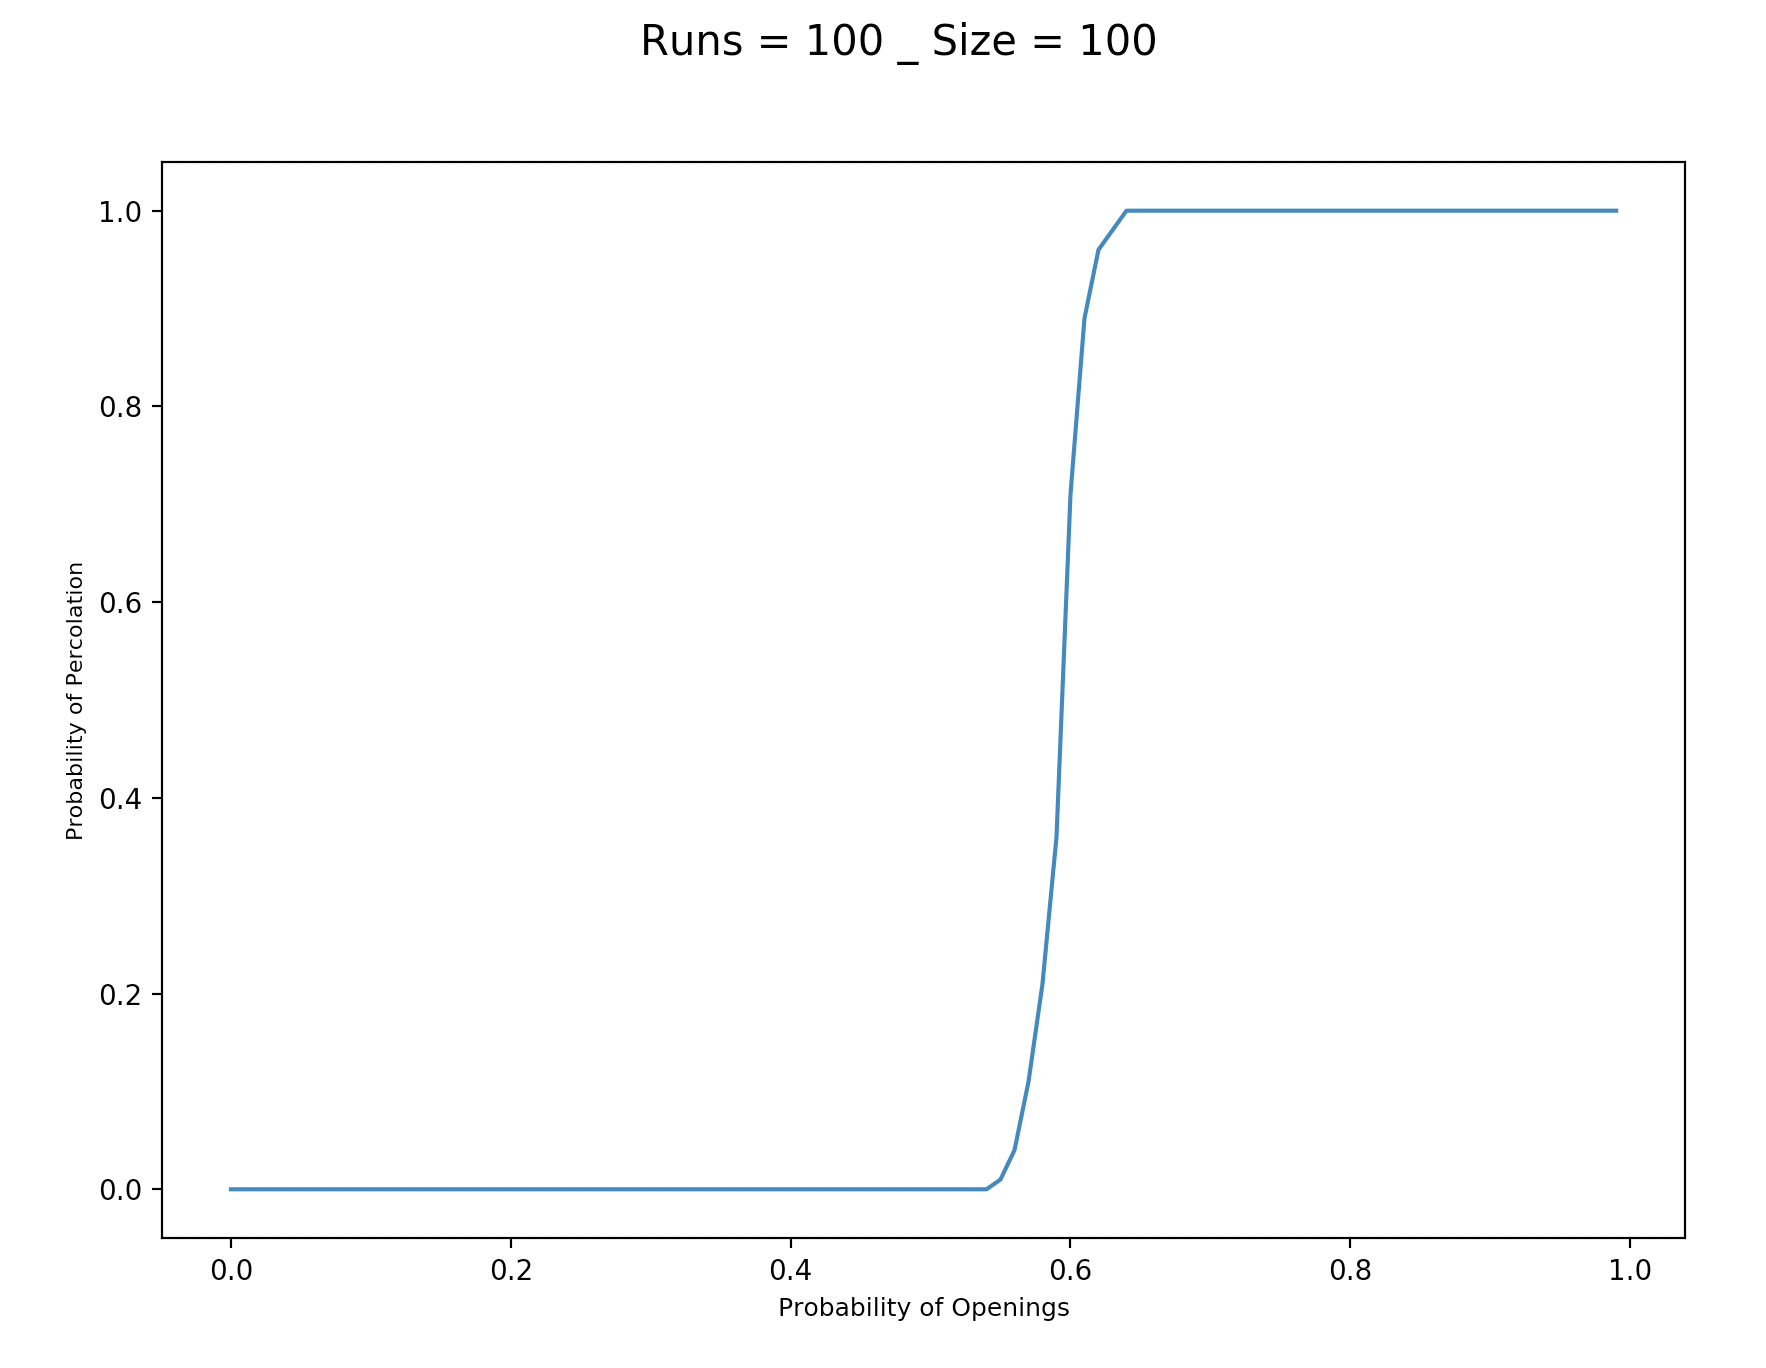 Runs = 100 _ Size = 100
1.0
0.8
0.6
0.4
0.2
0.0
Probability of Percolation
0.0 0.2 0.4 0.6 0.8 1.0
Probability of Openings